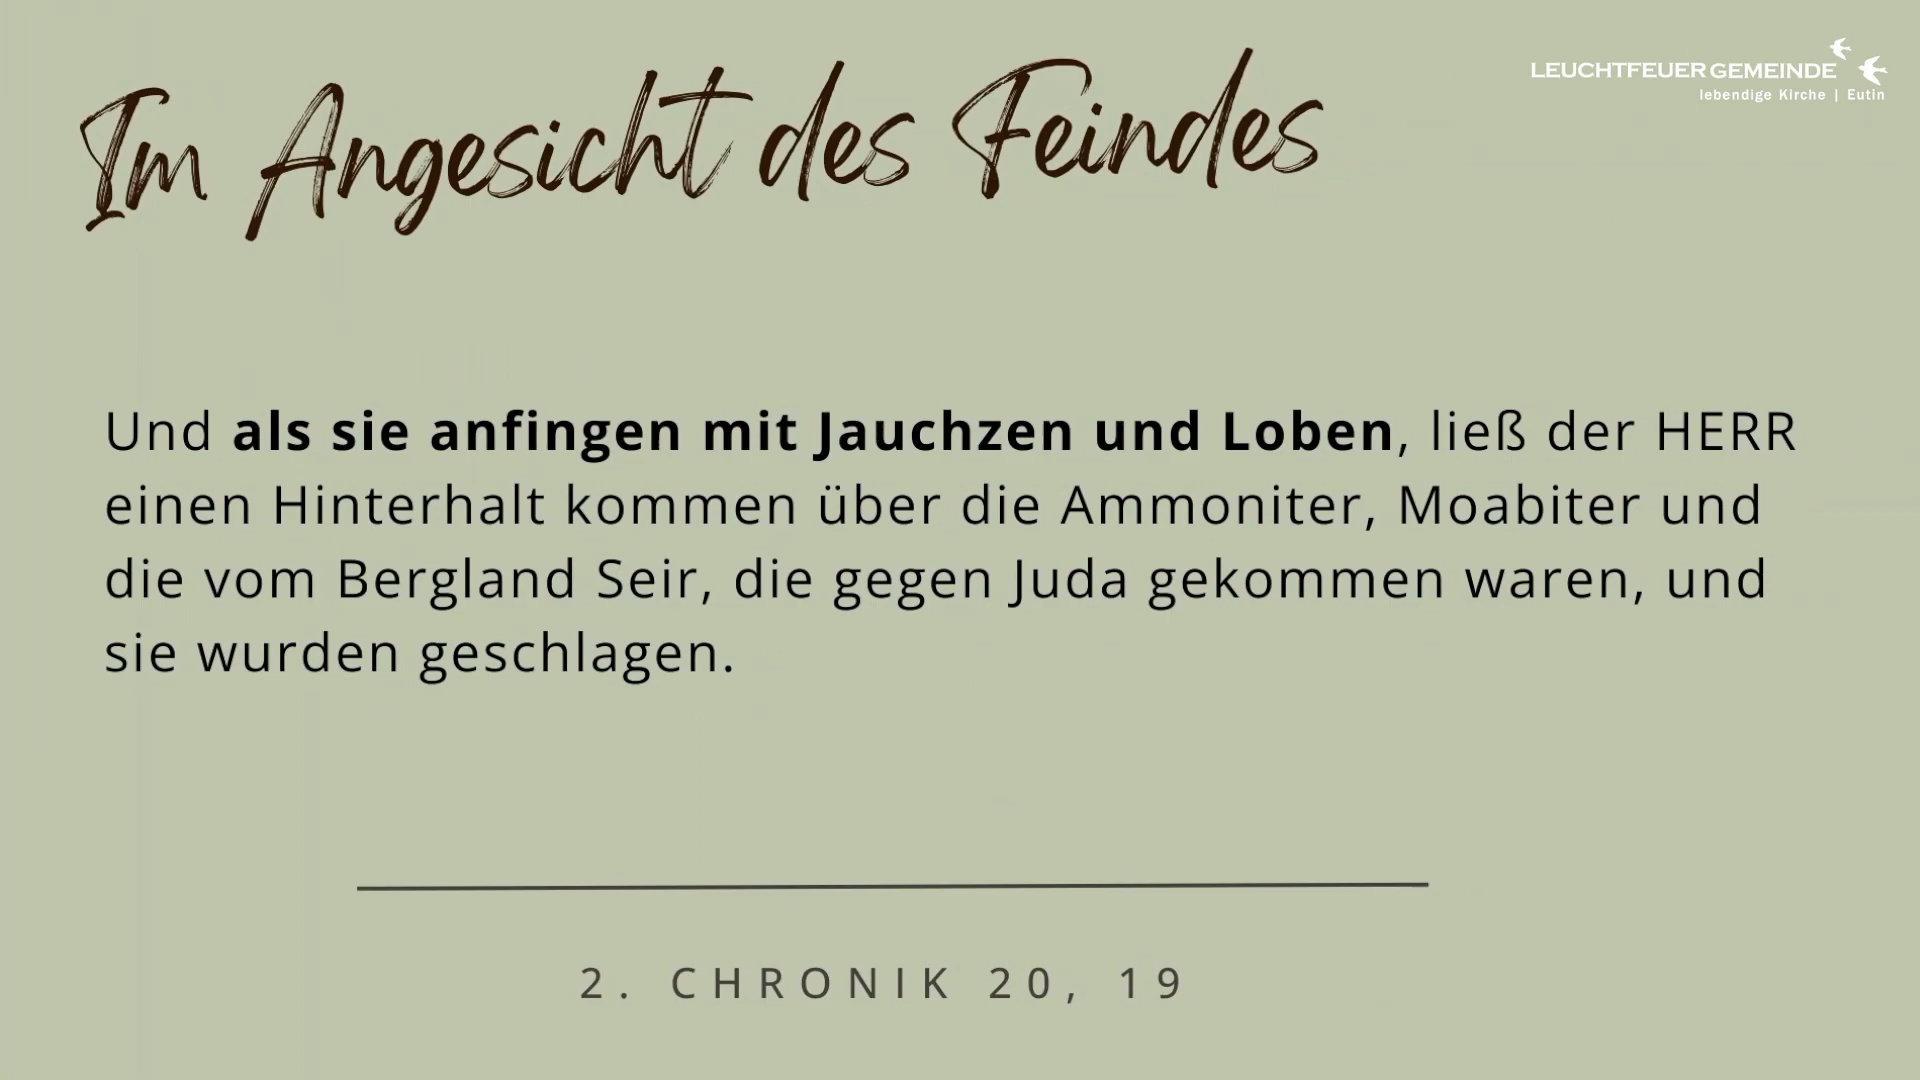 Im Angesicht des Feindes
LEUCHTFEUER GEMEINDE
lebendige Kirche | Eutin
Und als sie anfingen mit Jauchzen und Loben, ließ der HERR
einen Hinterhalt kommen über die Ammoniter, Moabiter und
die vom Bergland Seir, die gegen Juda gekommen waren, und
sie wurden geschlagen.
2. CHRONIK 20, 19